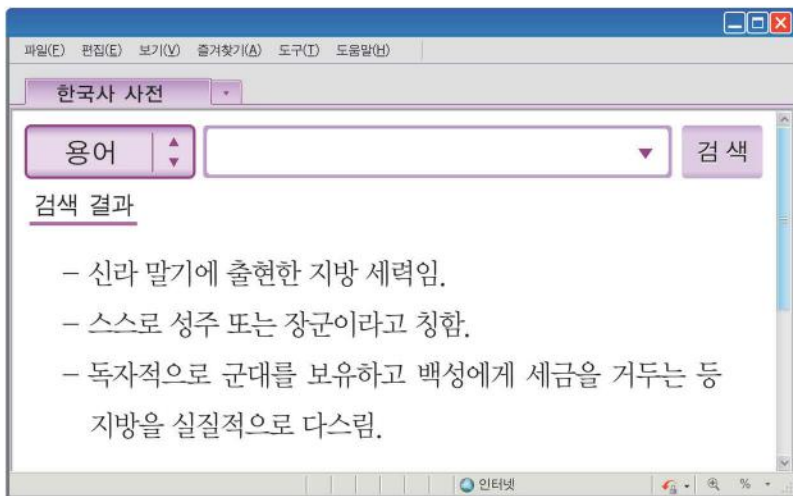 파일(F) 편집(E) 보기(V) 즐겨찾기(A) 도구(T) 도움말(H)
한국사 사전
용어 검색
검색 결과
– 신라 말기에 출현한 지방 세력임.
– 스스로 성주 또는 장군이라고 칭함.
– 독자적으로 군대를 보유하고 백성에게 세금을 거두는 등
지방을 실질적으로 다스림.
인터넷 %